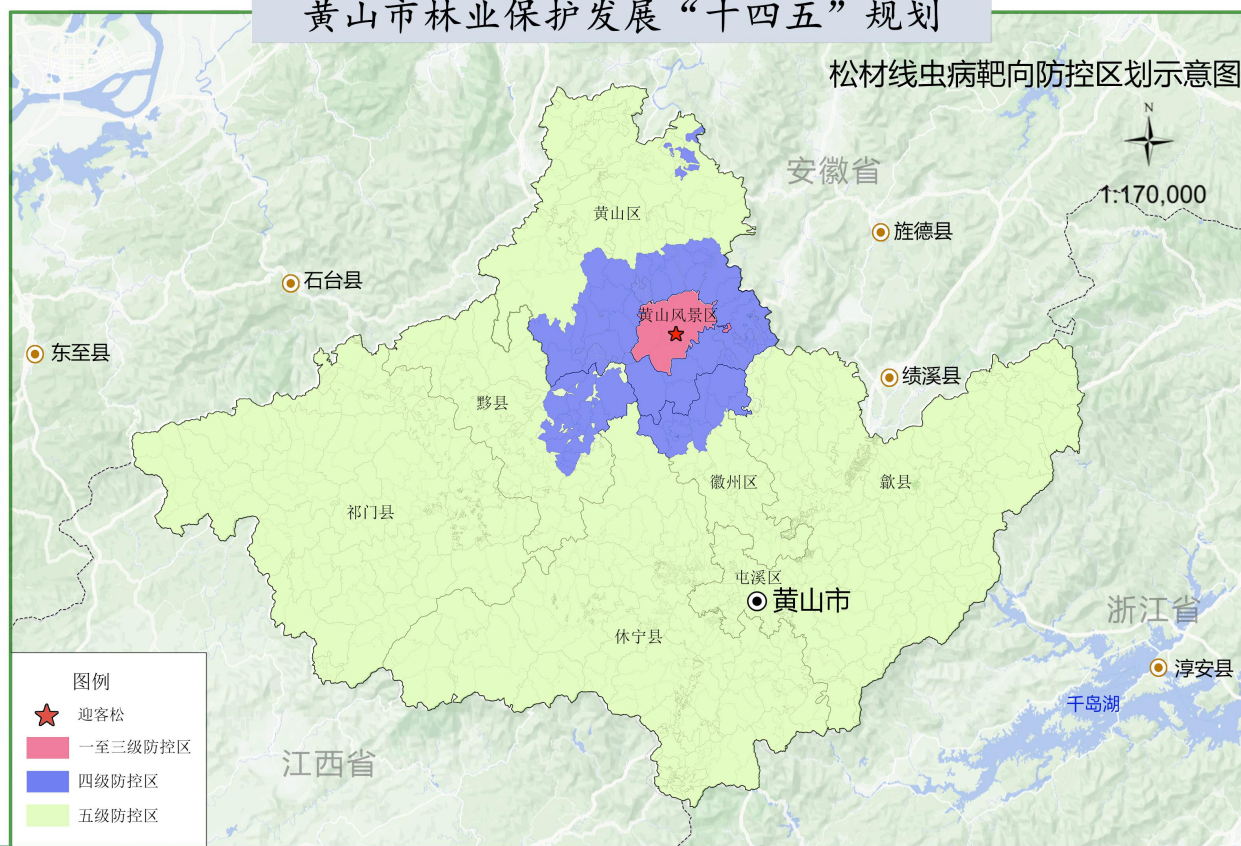 黄山市林业保护发展“十四五”规划
松材线虫病靶向防控区划示意图
N
安徽省
1:170,000
黄山区
旌德县
石台县
黄山风景区
东至县
绩溪县
黟县
徽州区
歙县
祁门县
屯溪区
黄山市
浙江省
休宁县
淳安县
千岛湖
江西省
图例
迎客松
一至三级防控区
四级防控区
五级防控区